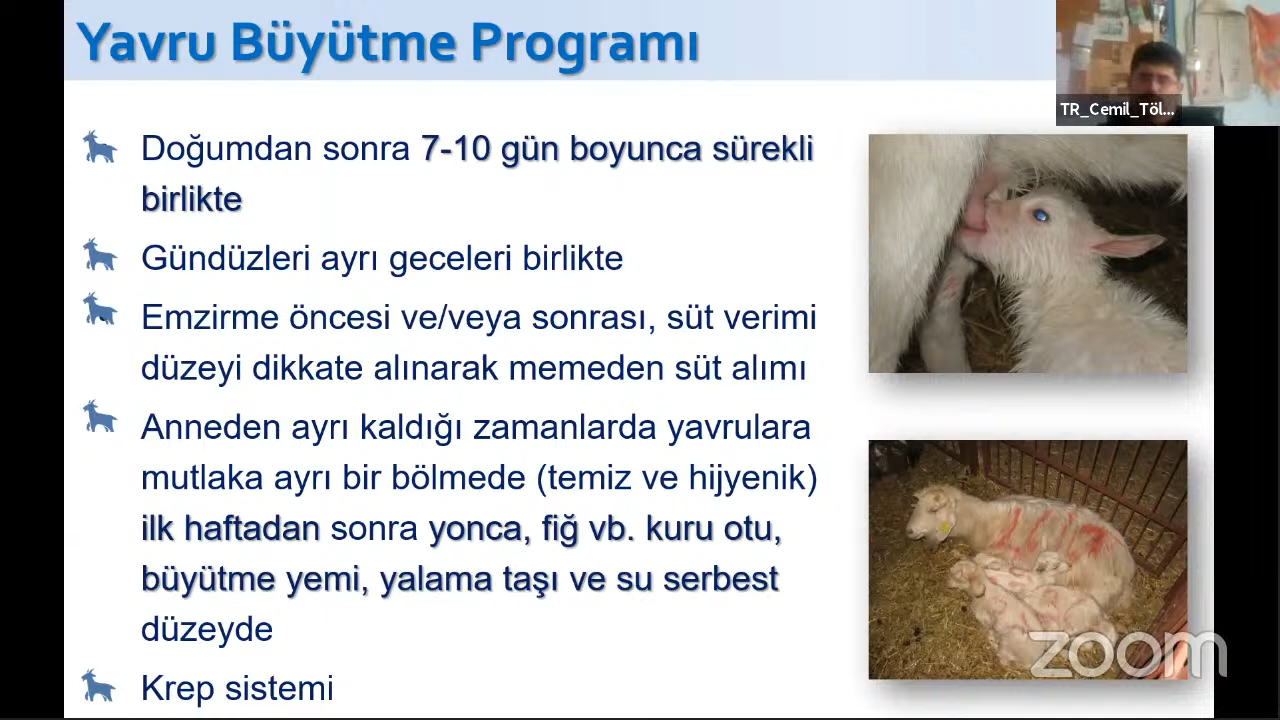 Yavru Büyütme Programı
TR_Cemil_Töl...
Doğumdan sonra 7-10 gün boyunca sürekli
birlikte
Gündüzleri ayrı geceleri birlikte
Emzirme öncesi ve/veya sonrası, süt verimi
düzeyi dikkate alınarak memeden süt alımı
Anneden ayrı kaldığı zamanlarda yavrulara
mutlaka ayrı bir bölmede (temiz ve hijyenik)
ilk haftadan sonra yonca, fiğ vb. kuru otu,
büyütme yemi, yalama taşı ve su serbest
düzeyde
Krep sistemi
zoom